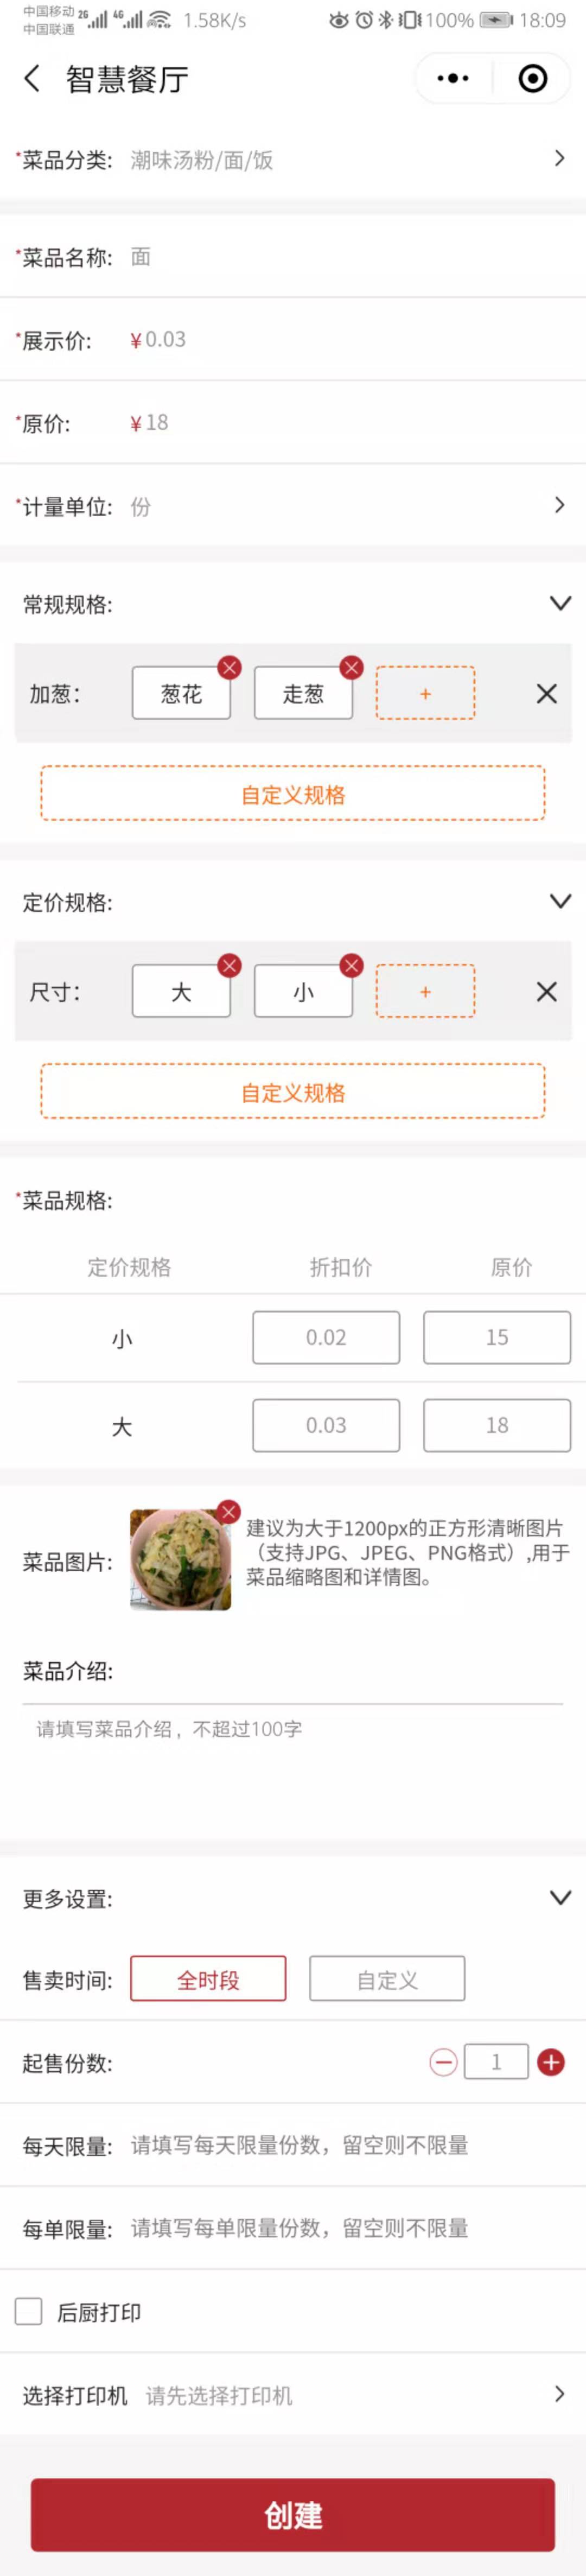 中国移动 2G 4G 1.58K/s 100% 18:09
中国联通
智慧餐厅
*菜品分类: 潮味汤粉/面/饭
*菜品名称: 面
*展示价: ¥0.03
*原价: ¥18
*计量单位: 份
常规规格:
加葱: 葱花 走葱 +
自定义规格
定价规格:
尺寸: 大 小 +
自定义规格
*菜品规格:
定价规格 折扣价 原价
小 0.02 15
大 0.03 18
菜品图片:
建议为大于1200px的正方形清晰图片
（支持JPG、JPEG、PNG格式）,用于
菜品缩略图和详情图。
菜品介绍:
请填写菜品介绍，不超过100字
更多设置:
售卖时间: 全时段 自定义
起售份数: 1
每天限量: 请填写每天限量份数，留空则不限量
每单限量: 请填写每单限量份数，留空则不限量
后厨打印
选择打印机 请先选择打印机
创建